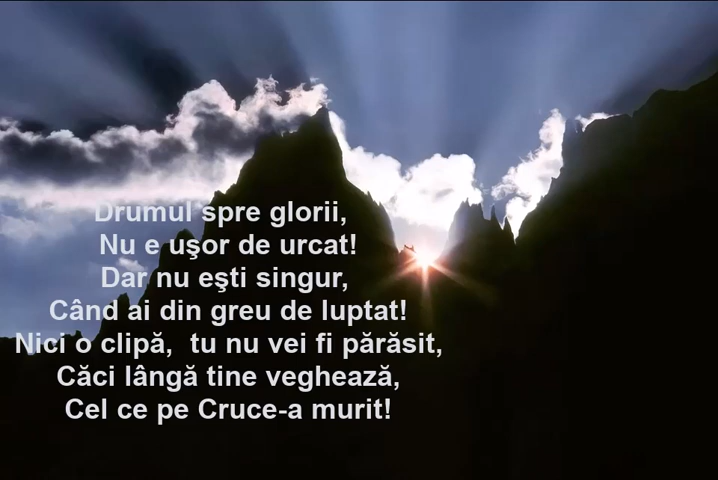 Drumul spre glorii,
Nu e uşor de urcat!
Dar nu eşti singur,
Când ai din greu de luptat!
Nici o clipă, tu nu vei fi părăsit,
Căci lângă tine veghează,
Cel ce pe Cruce-a murit!